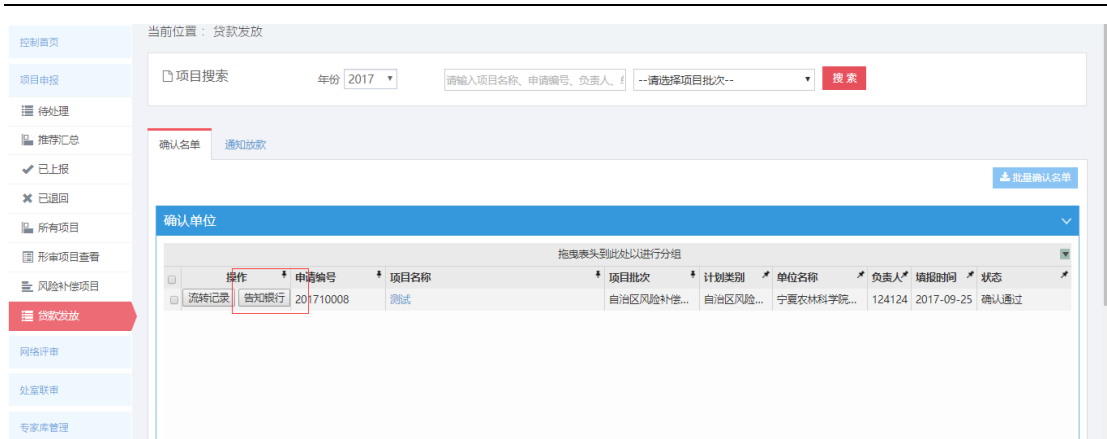 当前位置： 贷款发放
控制首页
项目申报
待处理
推荐汇总
已上报
已退回
所有项目
形审项目查看
风险补偿项目
贷款发放
网络评审
处室联审
专家库管理
项目搜索 年份 2017 请输入项目名称、申请编号、负责人、 --请选择项目批次-- 搜 索
确认名单 通知放款
批量确认名单
确认单位
拖曳表头到此处以进行分组
操作 申请编号 项目名称 项目批次 计划类别 单位名称 负责人 填报时间 状态
流转记录 告知银行 201710008 测试 自治区风险补偿... 自治区风险... 宁夏农林科学院... 124124 2017-09-25 确认通过